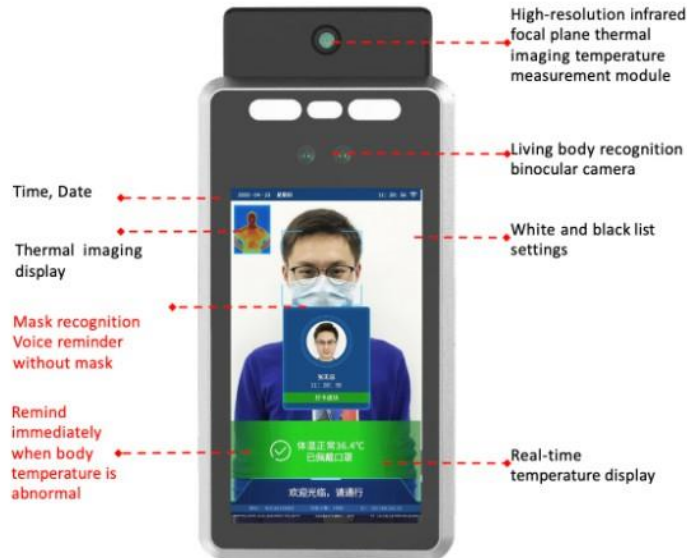 High-resolution infrared
focal plane thermal
imaging temperature
measurement module
Living body recognition
binocular camera
Time, Date
Thermal imaging
display
White and black list
settings
Mask recognition
Voice reminder
without mask
Remind
immediately
when body
temperature is
abnormal
体温正常36.4℃
已佩戴口罩
Real-time
temperature display
欢迎光临，请通行